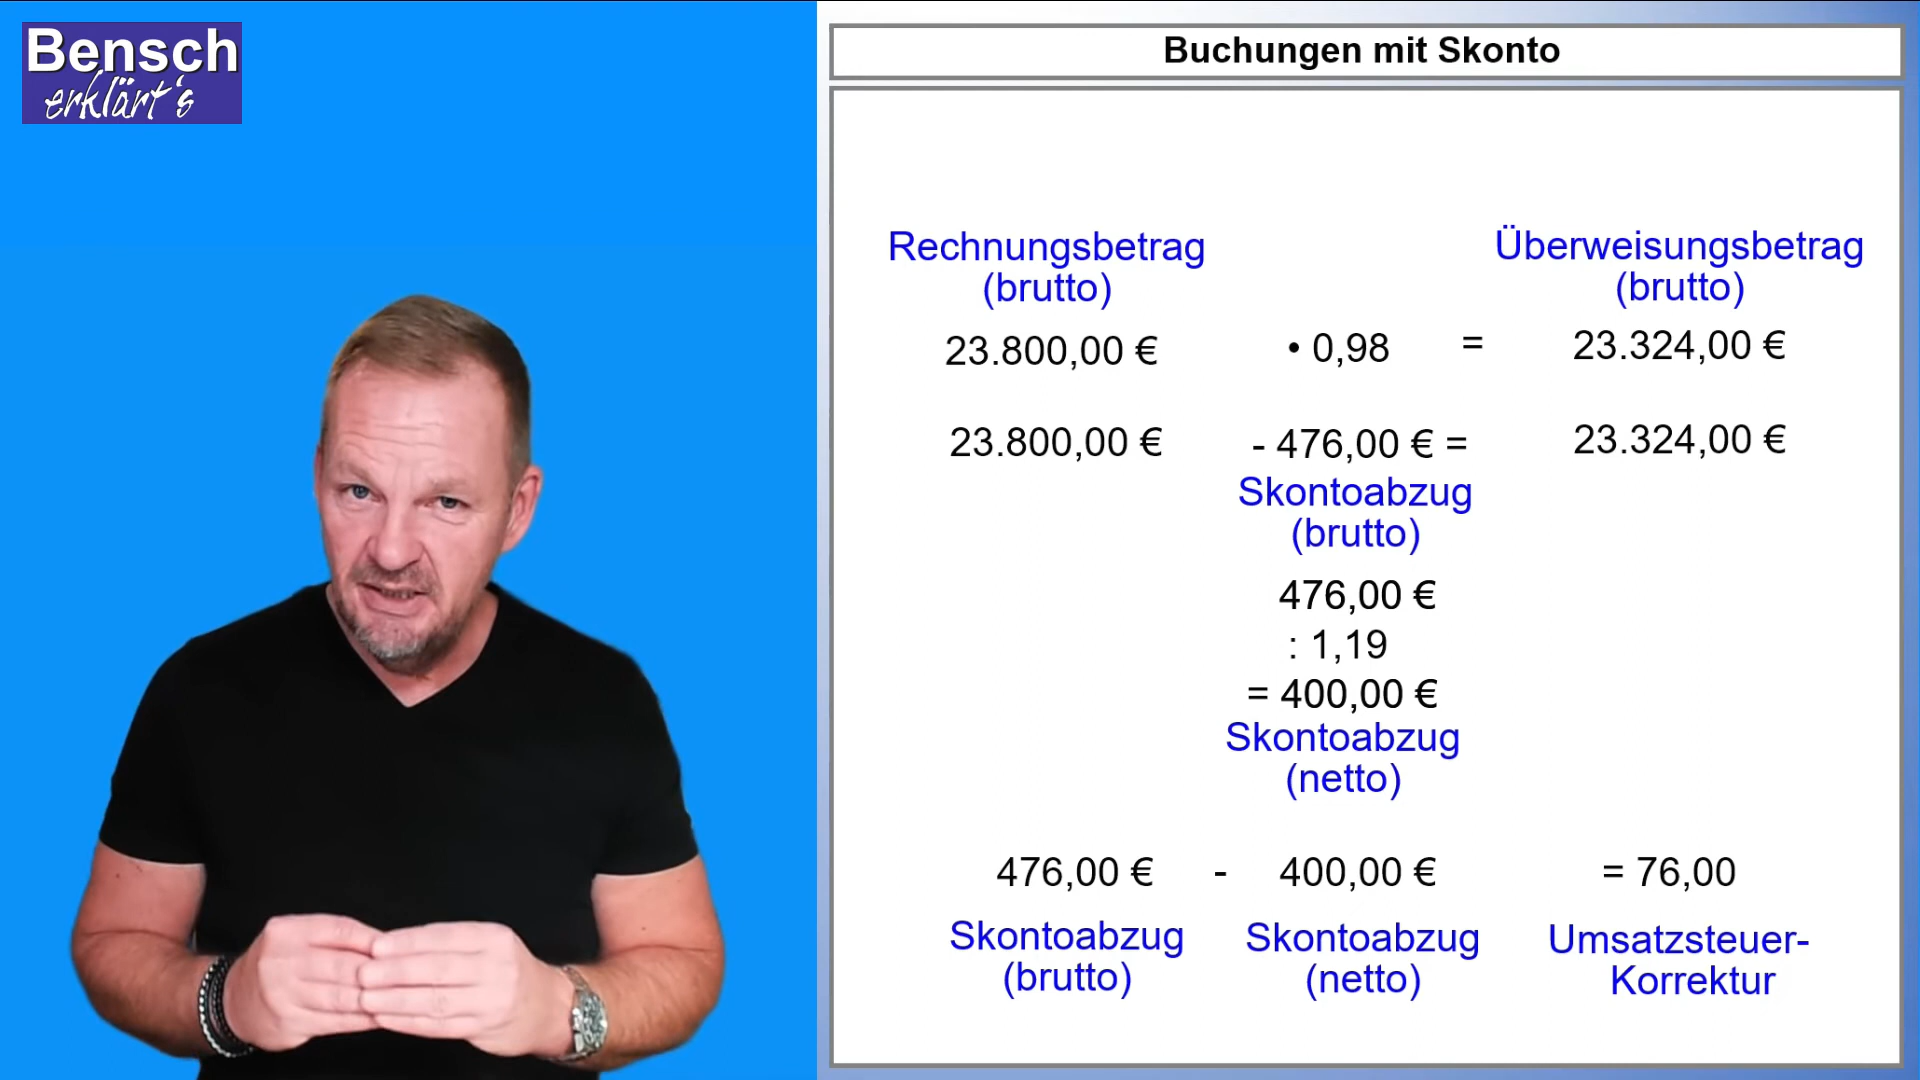 Bensch
erklärt's
Buchungen mit Skonto
Rechnungsbetrag
(brutto)
Überweisungsbetrag
(brutto)
23.800,00 € • 0,98 = 23.324,00 €
23.800,00 € - 476,00 € = 23.324,00 €
Skontoabzug
(brutto)
476,00 €
: 1,19
= 400,00 €
Skontoabzug
(netto)
476,00 € - 400,00 € = 76,00
Skontoabzug
(brutto)
Skontoabzug
(netto)
Umsatzsteuer-
Korrektur